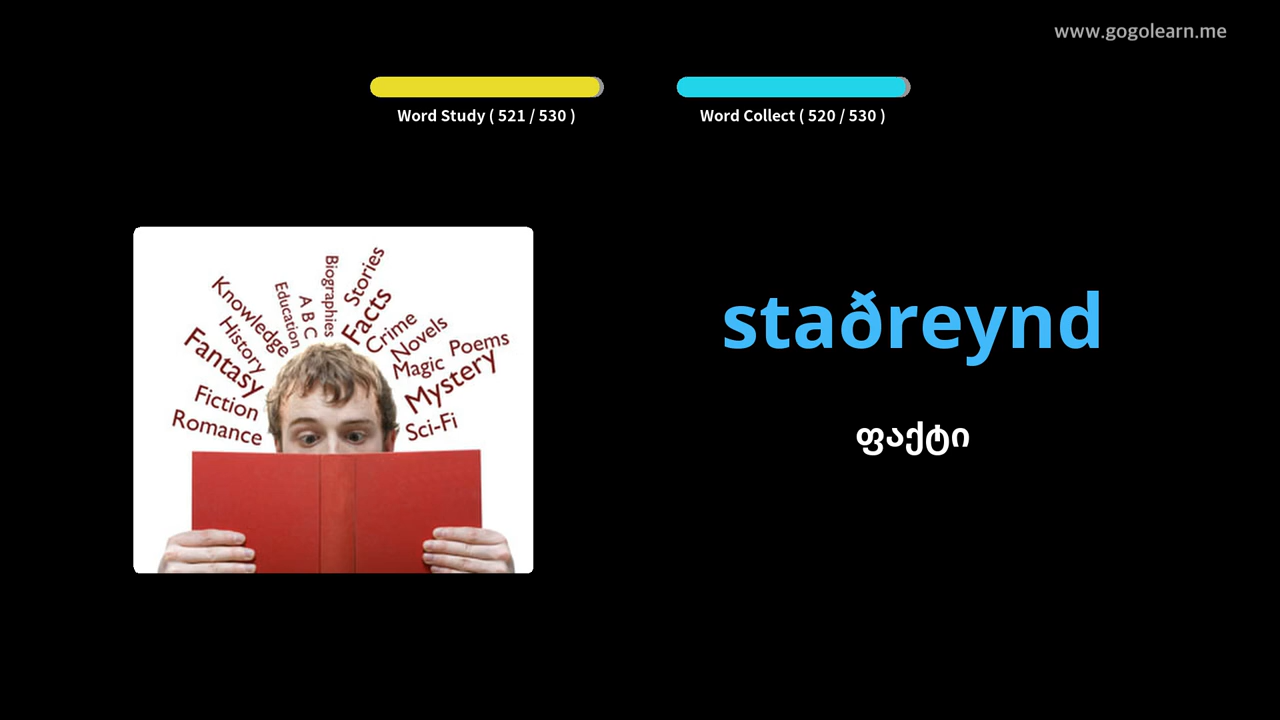 www.gogolearn.me
Word Study ( 521 / 530 )
Word Collect ( 520 / 530 )
Romance
Fiction
Fantasy
History
Knowledge
Education
A B C
Biographies
Stories
Facts
Crime
Novels
Magic
Poems
Mystery
Sci-Fi
staðreynd
ფაქტი